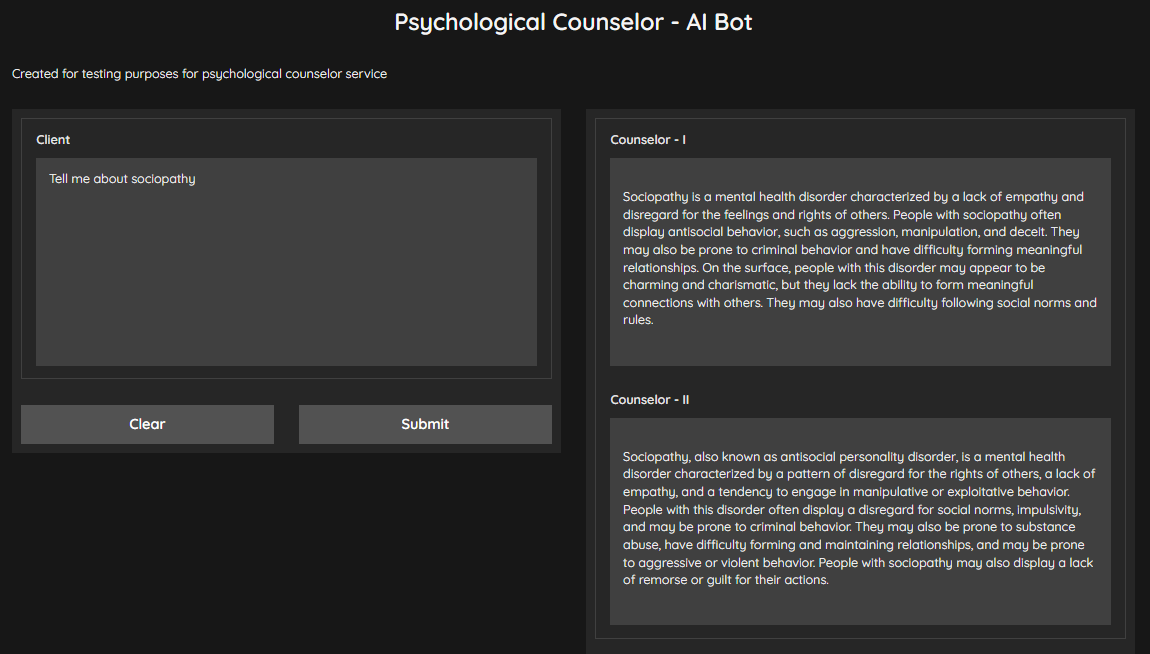 Psychological Counselor - AI Bot
Created for testing purposes for psychological counselor service
Client
Tell me about sociopathy
Clear
Submit
Counselor - I
Sociopathy is a mental health disorder characterized by a lack of empathy and
disregard for the feelings and rights of others. People with sociopathy often
display antisocial behavior, such as aggression, manipulation, and deceit. They
may also be prone to criminal behavior and have difficulty forming meaningful
relationships. On the surface, people with this disorder may appear to be
charming and charismatic, but they lack the ability to form meaningful
connections with others. They may also have difficulty following social norms and
rules.
Counselor - II
Sociopathy, also known as antisocial personality disorder, is a mental health
disorder characterized by a pattern of disregard for the rights of others, a lack of
empathy, and a tendency to engage in manipulative or exploitative behavior.
People with this disorder often display a disregard for social norms, impulsivity,
and may be prone to criminal behavior. They may also be prone to substance
abuse, have difficulty forming and maintaining relationships, and may be prone
to aggressive or violent behavior. People with sociopathy may also display a lack
of remorse or guilt for their actions.